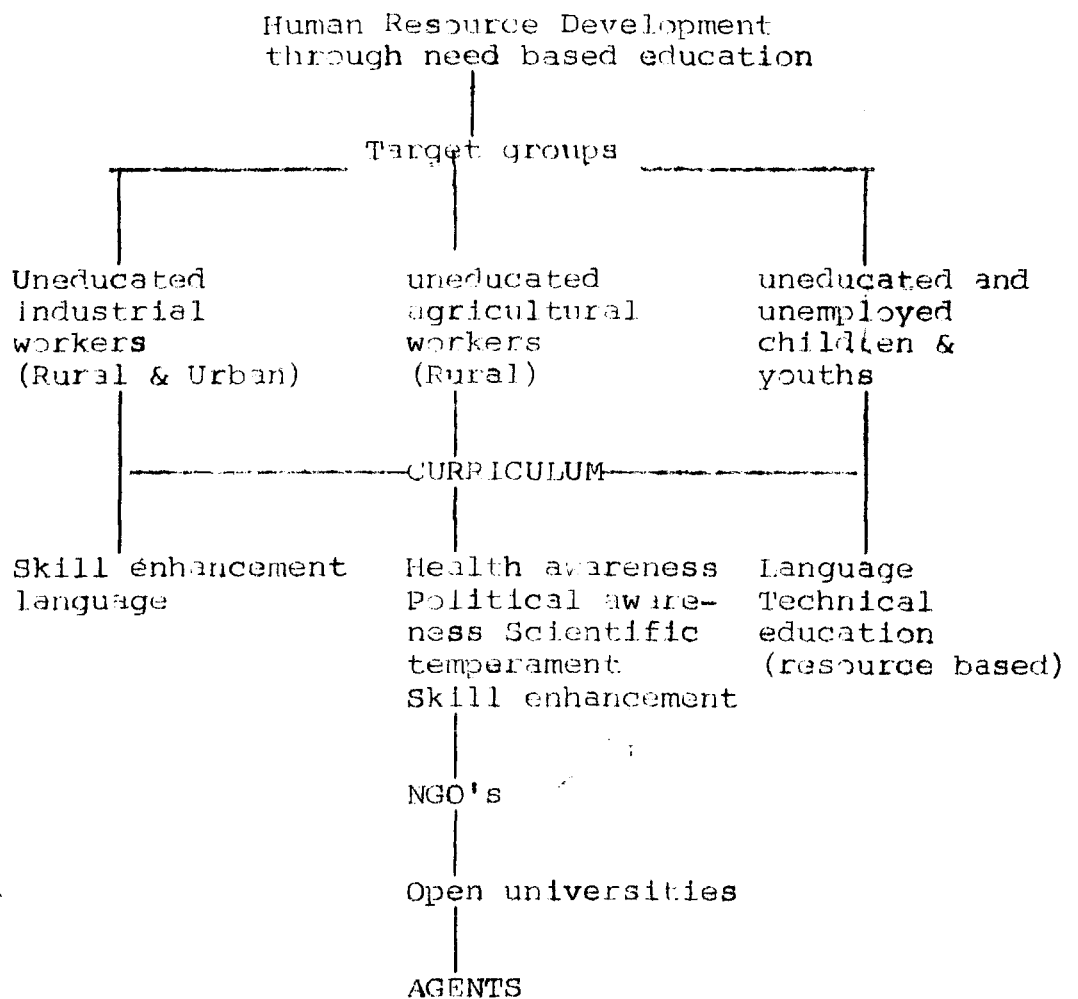 Human Resource Development
through need based education
Target groups
Uneducated
industrial
workers
(Rural & Urban)
uneducated
agricultural
workers
(Rural)
uneducated and
unemployed
children &
youths
CURRICULUM
Skill enhancement
language
Health awareness
Political aware-
ness Scientific
temperament
Skill enhancement
Language
Technical
education
(resource based)
NGO's
Open universities
AGENTS